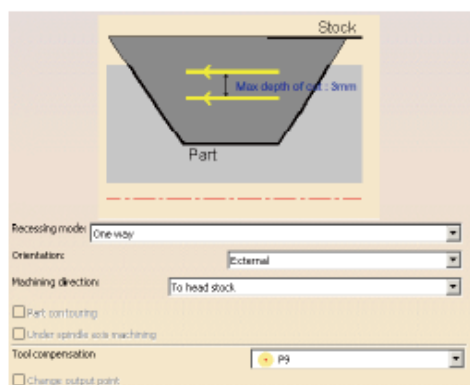 Stock
Max depth of cut : 3mm
Part
Recessing mode: One way
Orientation: External
Machining direction: To head stock
Part contouring
Under spindle axis machining
Tool compensation P9
Change output point